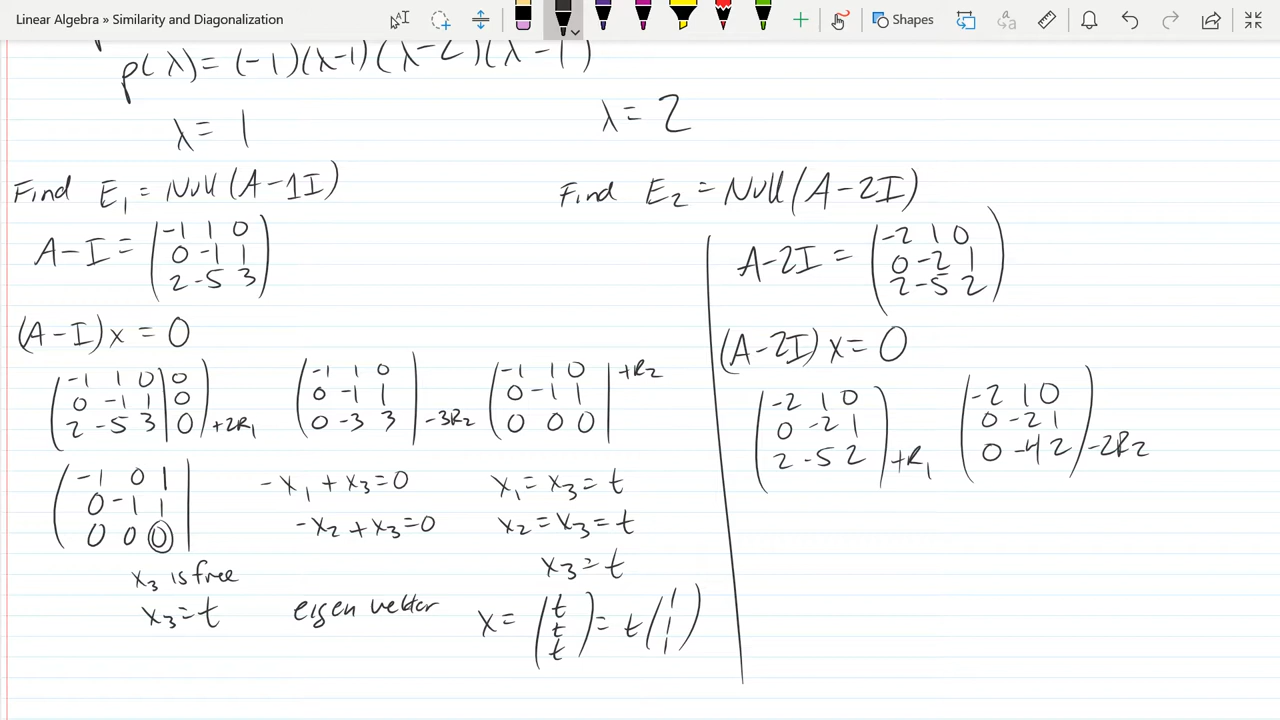 Linear Algebra » Similarity and Diagonalization
Shapes
p(λ) = (-1)(λ-1)(λ-2)(λ-1)
λ = 1
Find E₁ = Null(A-1I)
A-I = (-1 1 0
0 -1 1
2 -5 3)
(A-I)x = 0
(-1 1 0 | 0
0 -1 1 | 0
2 -5 3 | 0) +2R₁
(-1 1 0
0 -1 1
0 -3 3 | -3R₂
(-1 1 0 | +R₂
0 -1 1
0 0 0 |
(-1 0 1
0 -1 1
0 0 0 |
x₃ is free
x₃ = t
-x₁ + x₃ = 0
-x₂ + x₃ = 0
eigen vektor
x₁ = x₃ = t
x₂ = x₃ = t
x₃ = t
x = (t
t
t) = t(1
1
1)
λ = 2
Find E₂ = Null(A-2I)
A-2I = (-2 1 0
0 -2 1
2 -5 2)
(A-2I)x = 0
(-2 1 0
0 -2 1
2 -5 2) +R₁
(-2 1 0
0 -2 1
0 -4 2) -2R₂